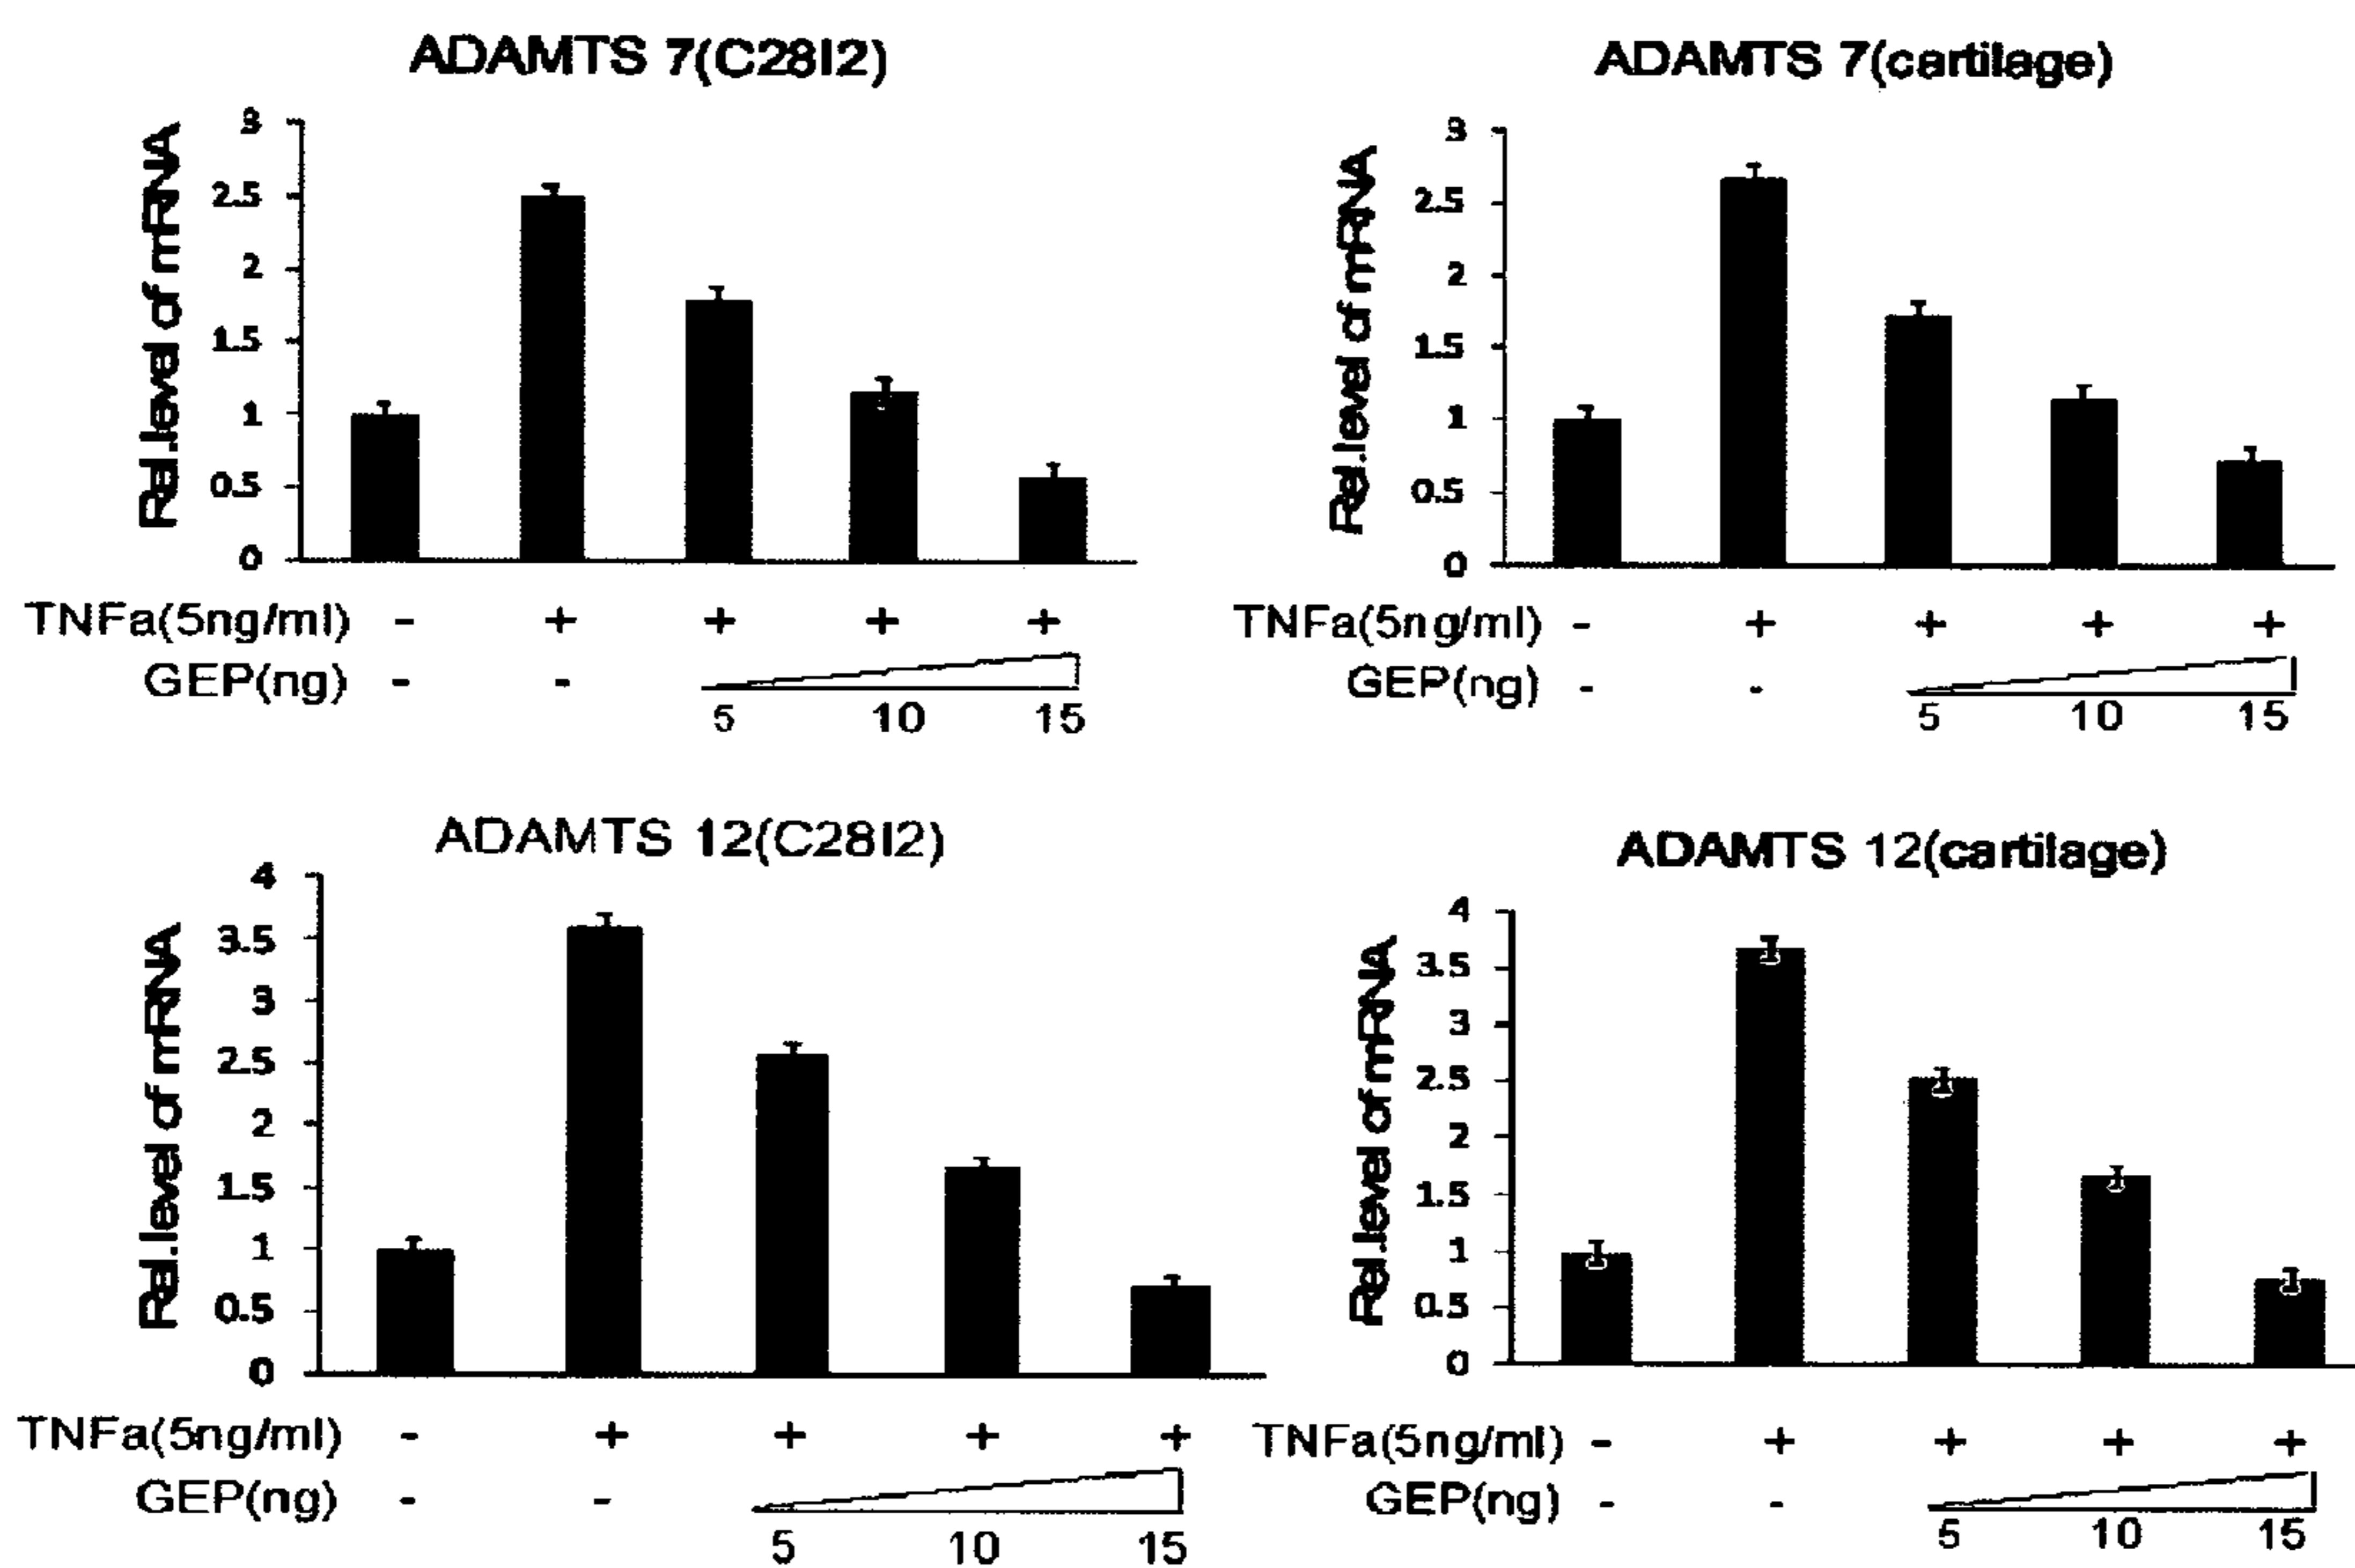 ADAMTS 7(C28I2)
Rel.level of mRNA
3
2.5
2
1.5
1
0.5
0
TNFa(5ng/ml) - + + + +
GEP(ng) - -
5 10 15
ADAMTS 7(cartilage)
Rel.level of mRNA
3
2.5
2
1.5
1
0.5
0
TNFa(5ng/ml) - + + + +
GEP(ng) - -
5 10 15
ADAMTS 12(C28I2)
Rel.level of mRNA
4
3.5
3
2.5
2
1.5
1
0.5
0
TNFa(5ng/ml) - + + + +
GEP(ng) - -
5 10 15
ADAMTS 12(cartilage)
Rel.level of mRNA
4
3.5
3
2.5
2
1.5
1
0.5
0
TNFa(5ng/ml) - + + + +
GEP(ng) - -
5 10 15